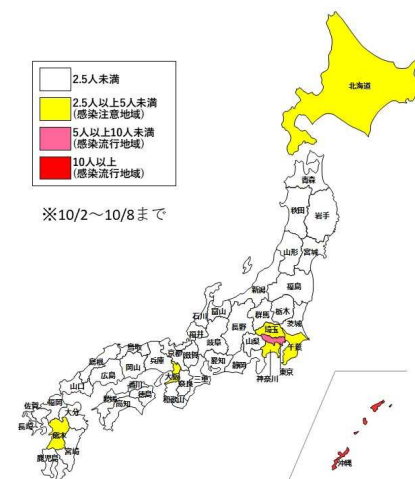 2.5人未満
2.5人以上5人未満
(感染注意地域)
5人以上10人未満
(感染流行地域)
10人以上
(感染流行地域)
※10/2～10/8まで
北海道
青森
秋田
岩手
山形
宮城
新潟
福島
石川
富山
群馬
栃木
福井
長野
茨城
岐阜
埼玉
山梨
千葉
鳥取
京都
滋賀
愛知
静岡
東京
神奈川
島根
岡山
兵庫
大阪
奈良
三重
広島
香川
和歌山
山口
愛媛
徳島
高知
福岡
佐賀
大分
長崎
熊本
宮崎
鹿児島
沖縄